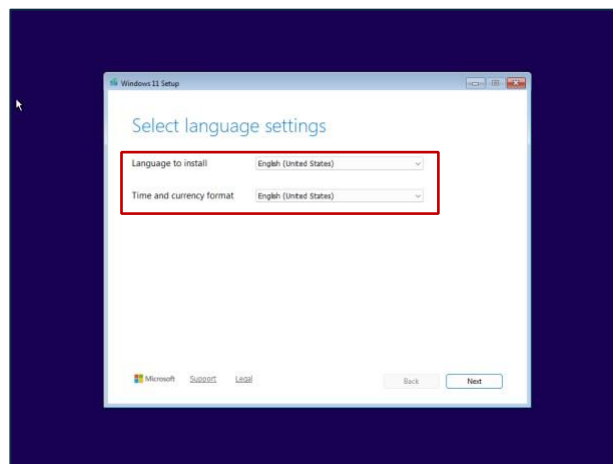 Windows 11 Setup
Select language settings
Language to install English (United States)
Time and currency format English (United States)
Microsoft Support Legal Back Next